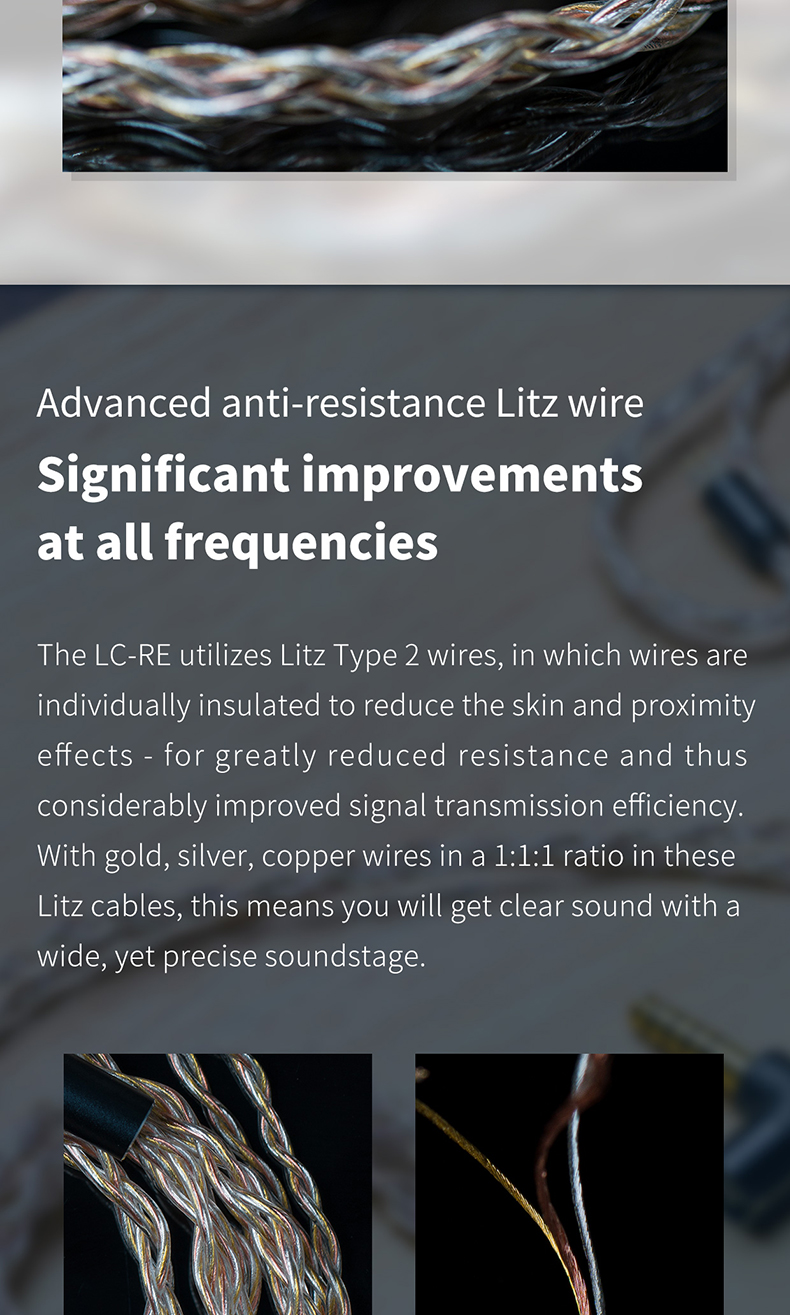 Advanced anti-resistance Litz wire
Significant improvements
at all frequencies
The LC-RE utilizes Litz Type 2 wires, in which wires are
individually insulated to reduce the skin and proximity
effects - for greatly reduced resistance and thus
considerably improved signal transmission efficiency.
With gold, silver, copper wires in a 1:1:1 ratio in these
Litz cables, this means you will get clear sound with a
wide, yet precise soundstage.